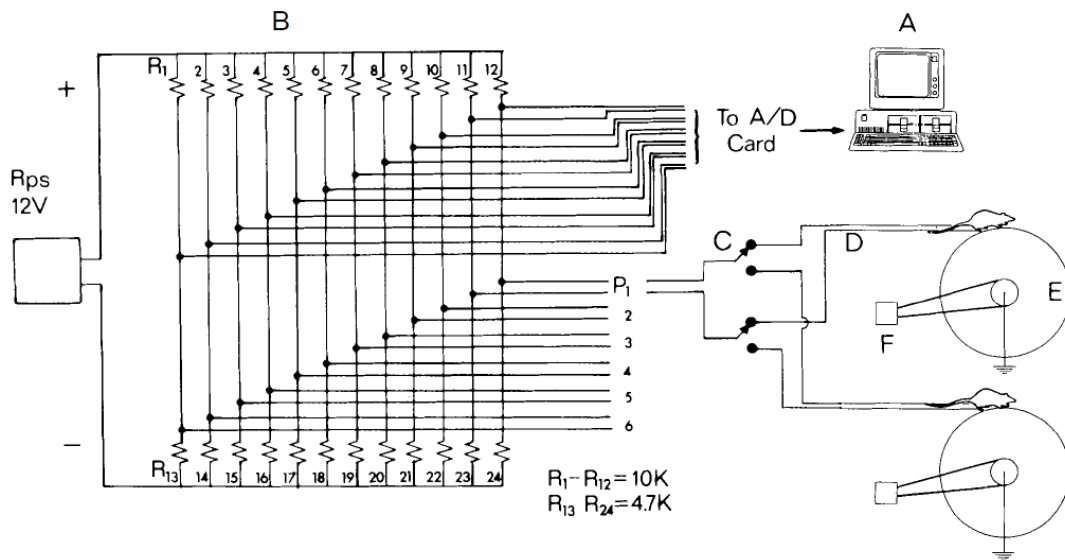 B
A
R1 2 3 4 5 6 7 8 9 10 11 12
+
To A/D
Card
Rps
12V
C
D
P1
2
3
4
5
6
E
F
−
R13 14 15 16 17 18 19 20 21 22 23 24
R1–R12=10K
R13 R24=4.7K